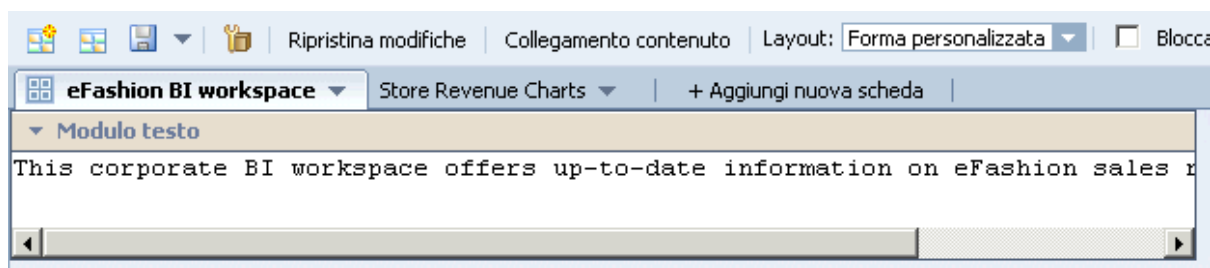 Ripristina modifiche Collegamento contenuto Layout: Forma personalizzata
eFashion BI workspace Store Revenue Charts + Aggiungi nuova scheda
Modulo testo
This corporate BI workspace offers up-to-date information on eFashion sales